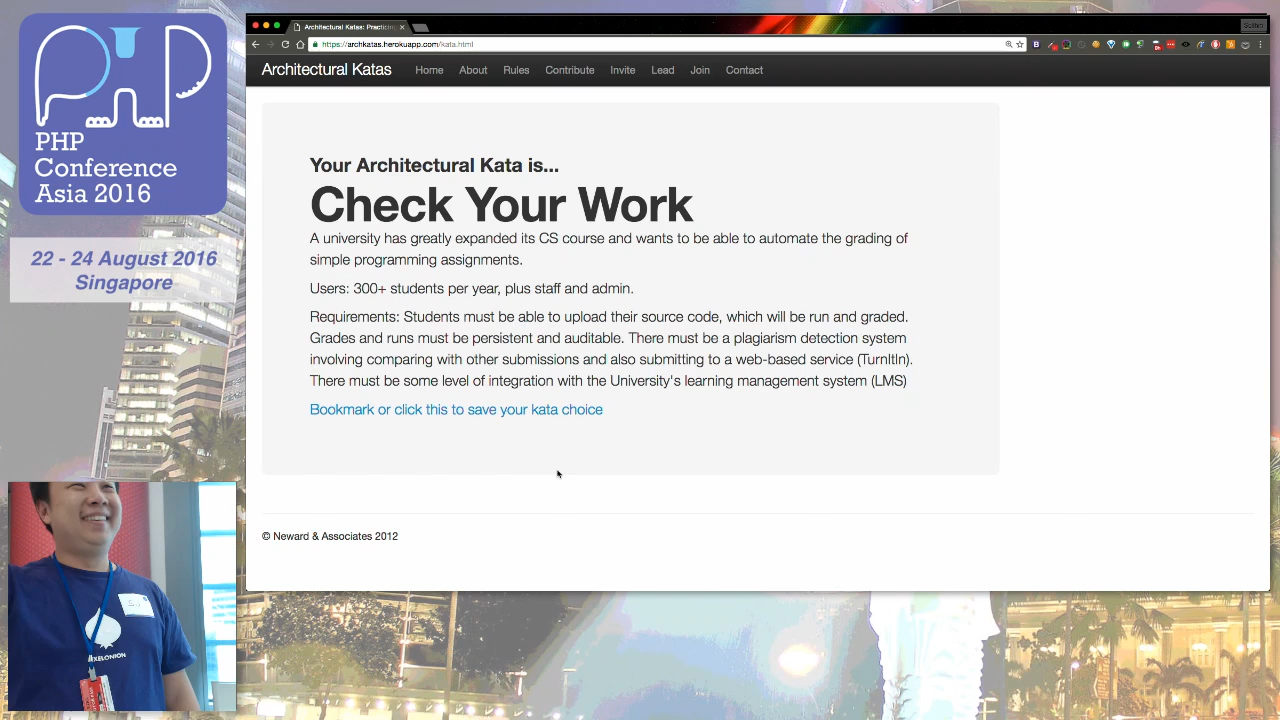 PHP
Conference
Asia 2016
22 - 24 August 2016
Singapore
https://archkatas.herokuapp.com/kata.html
Architectural Katas
Home
About
Rules
Contribute
Invite
Lead
Join
Contact
Your Architectural Kata is...
Check Your Work
A university has greatly expanded its CS course and wants to be able to automate the grading of
simple programming assignments.
Users: 300+ students per year, plus staff and admin.
Requirements: Students must be able to upload their source code, which will be run and graded.
Grades and runs must be persistent and auditable. There must be a plagiarism detection system
involving comparing with other submissions and also submitting to a web-based service (TurnItIn).
There must be some level of integration with the University's learning management system (LMS)
Bookmark or click this to save your kata choice
© Neward & Associates 2012